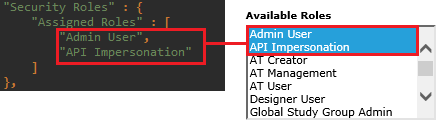 "Security Roles" : {
"Assigned Roles" : [
"Admin User",
"API Impersonation"
]
},
Available Roles
Admin User
API Impersonation
AT Creator
AT Management
AT User
Designer User
Global Study Group Admin